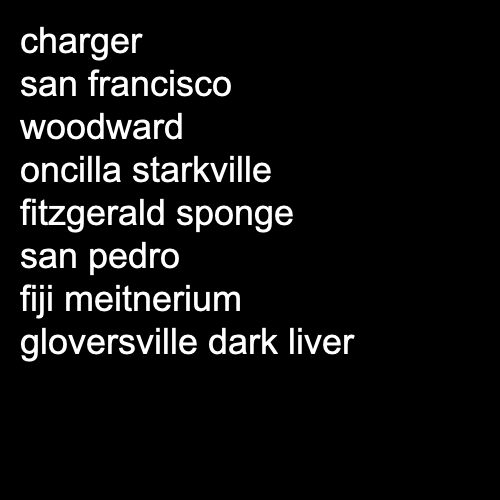 charger
san francisco
woodward
oncilla starkville
fitzgerald sponge
san pedro
fiji meitnerium
gloversville dark liver